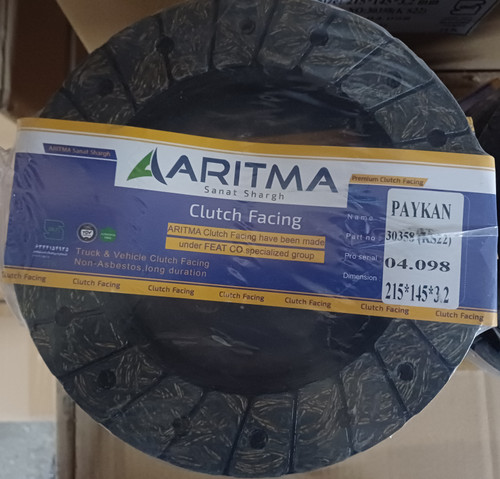 ARITMA Sanat Shargh
ARITMA
Sanat Shargh
Clutch Facing
ARITMA Clutch Facing have been made
under FEAT CO specialized group
Truck & Vehicle Clutch Facing
Non-Asbestos,long duration
Premium Clutch Facing
Name
PAYKAN
Part no
30358 (K322)
Pro serial:
04.098
Dimension
215*145*3.2
Clutch Facing Clutch Facing Clutch Facing Clutch Facing Clutch Facing Clutch Facing Clutch Facing